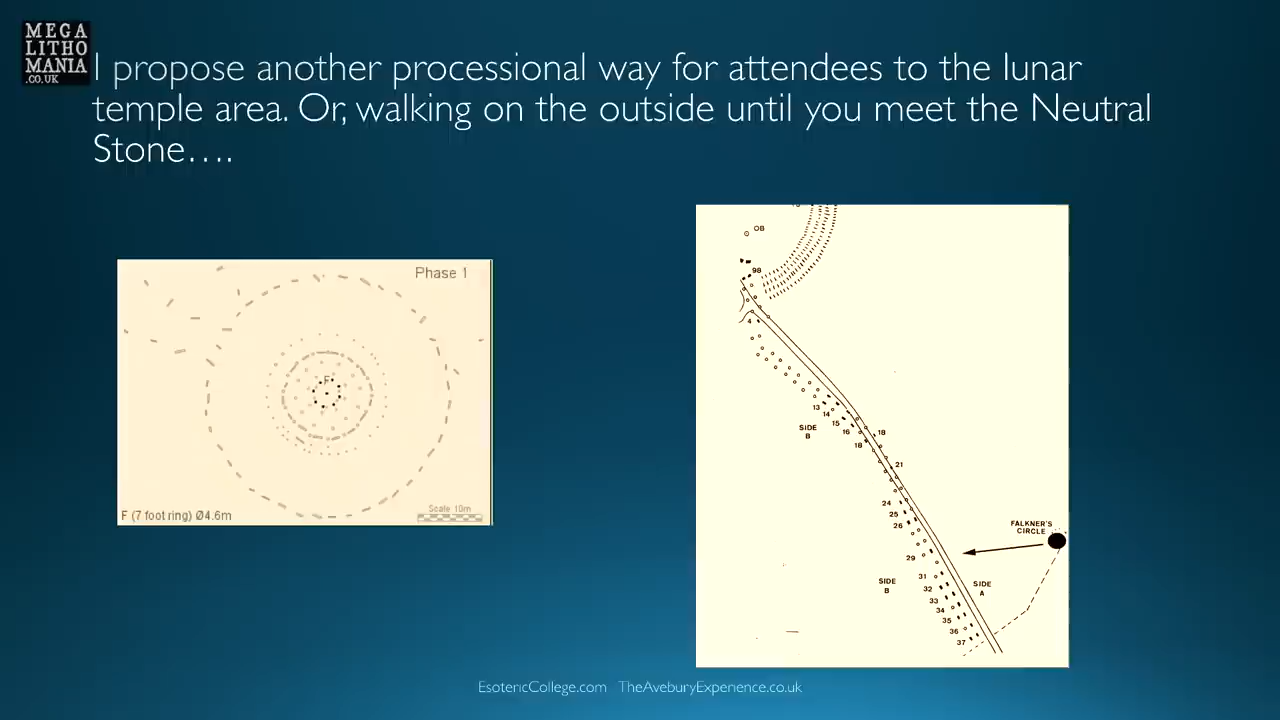 MEGA
LITHO
MANIA
.CO.UK
I propose another processional way for attendees to the lunar
temple area. Or, walking on the outside until you meet the Neutral
Stone….
Phase 1
F
F (7 foot ring) Ø4.6m
Scale 10m
OB
98
4
13
14
15
16
18
18
SIDE
B
21
24
25
26
29
31
32
33
34
35
36
37
SIDE
B
SIDE
A
FALKNER'S
CIRCLE
EsotericCollege.com TheAveburyExperience.co.uk